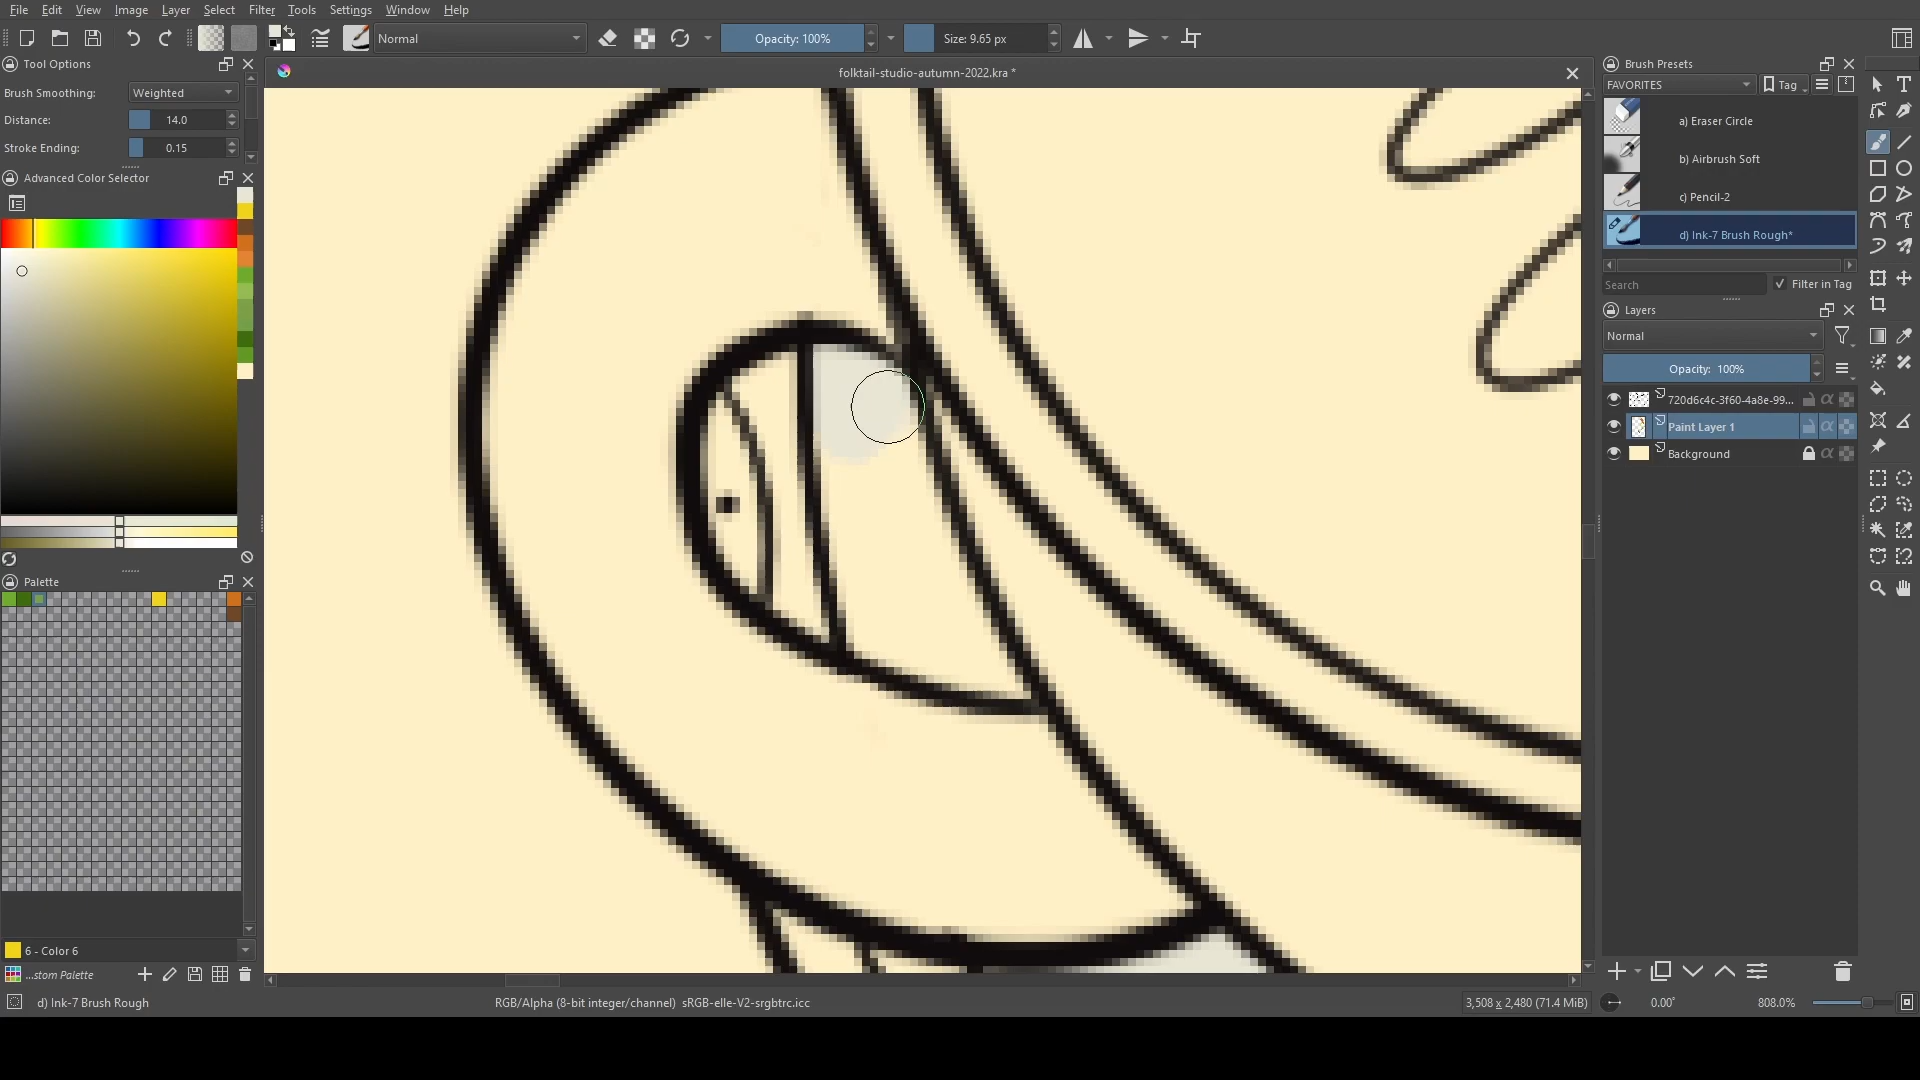 File Edit View Image Layer Select Filter Tools Settings Window Help
Normal
Opacity: 100%
Size: 9.65 px
Tool Options
Brush Smoothing: Weighted
Distance: 14.0
Stroke Ending: 0.15
Advanced Color Selector
Palette
6 - Color 6
...stom Palette
folktail-studio-autumn-2022.kra *
Brush Presets
FAVORITES
Tag
a) Eraser Circle
b) Airbrush Soft
c) Pencil-2
d) Ink-7 Brush Rough*
Search
Filter in Tag
Layers
Normal
Opacity: 100%
720d6c4c-3f60-4a8e-99...
Paint Layer 1
Background
d) Ink-7 Brush Rough
RGB/Alpha (8-bit integer/channel) sRGB-elle-V2-srgbtrc.icc
3,508 x 2,480 (71.4 MiB)
0.00°
808.0%